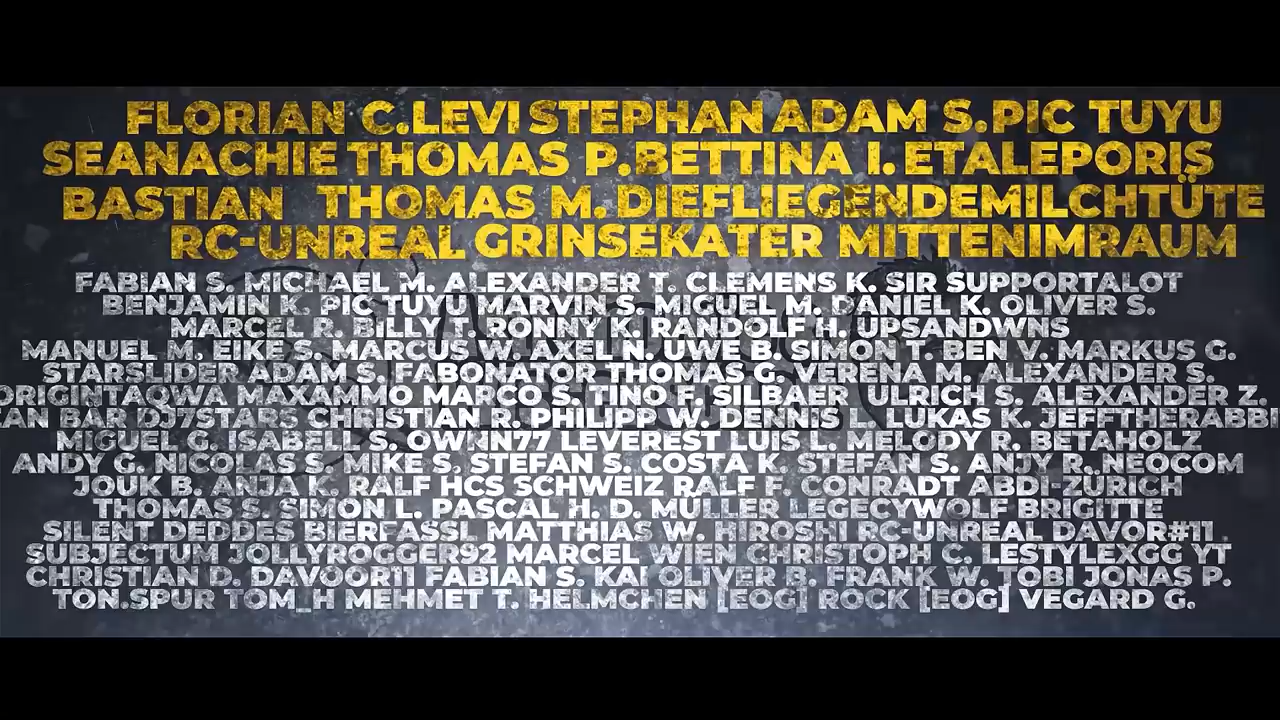 FLORIAN C.LEVI STEPHAN ADAM S.PIC TUYU
SEANACHIE THOMAS P.BETTINA I. ETALEPORIS
BASTIAN THOMAS M. DIEFLIEGENDEMILCHTÜTE
RC-UNREAL GRINSEKATER MITTENIMRAUM
FABIAN S. MICHAEL M. ALEXANDER T. CLEMENS K. SIR SUPPORTALOT
BENJAMIN K. PIC TUYU MARVIN S. MIGUEL M. DANIEL K. OLIVER S.
MARCEL R. BILLY T. RONNY K. RANDOLF H. UPSANDWNS
MANUEL M. EIKE S. MARCUS W. AXEL N. UWE B. SIMON T. BEN V. MARKUS G.
STARSLIDER ADAM S. FABONATOR THOMAS G. VERENA M. ALEXANDER S.
ORIGINTAQWA MAXAMMO MARCO S. TINO F. SILBAER ULRICH S. ALEXANDER Z.
AN BAR DJ7STARS CHRISTIAN R. PHILIPP W. DENNIS L. LUKAS K. JEFFTHERABBI
MIGUEL G. ISABELL S. OWNN77 LEVEREST LUIS L. MELODY R. BETAHOLZ
ANDY G. NICOLAS S. MIKE S. STEFAN S. COSTA K. STEFAN S. ANJY R. NEOCOM
JOUK B. ANJA K. RALF HCS SCHWEIZ RALF F. CONRADT ABDI-ZÜRICH
THOMAS S. SIMON L. PASCAL H. D. MÜLLER LEGECYWOLF BRIGITTE
SILENT DEDDES BIERFASSL MATTHIAS W. HIROSHI RC-UNREAL DAVOR#11 .
SUBJECTUM JOLLYROGGER92 MARCEL WIEN CHRISTOPH C. LESTYLEXGG YT
CHRISTIAN D. DAVOOR11 FABIAN S. KAI OLIVER B. FRANK W. TOBI JONAS P.
TON.SPUR TOM_H MEHMET T. HELMCHEN [EOG] ROCK [EOG] VEGARD G.